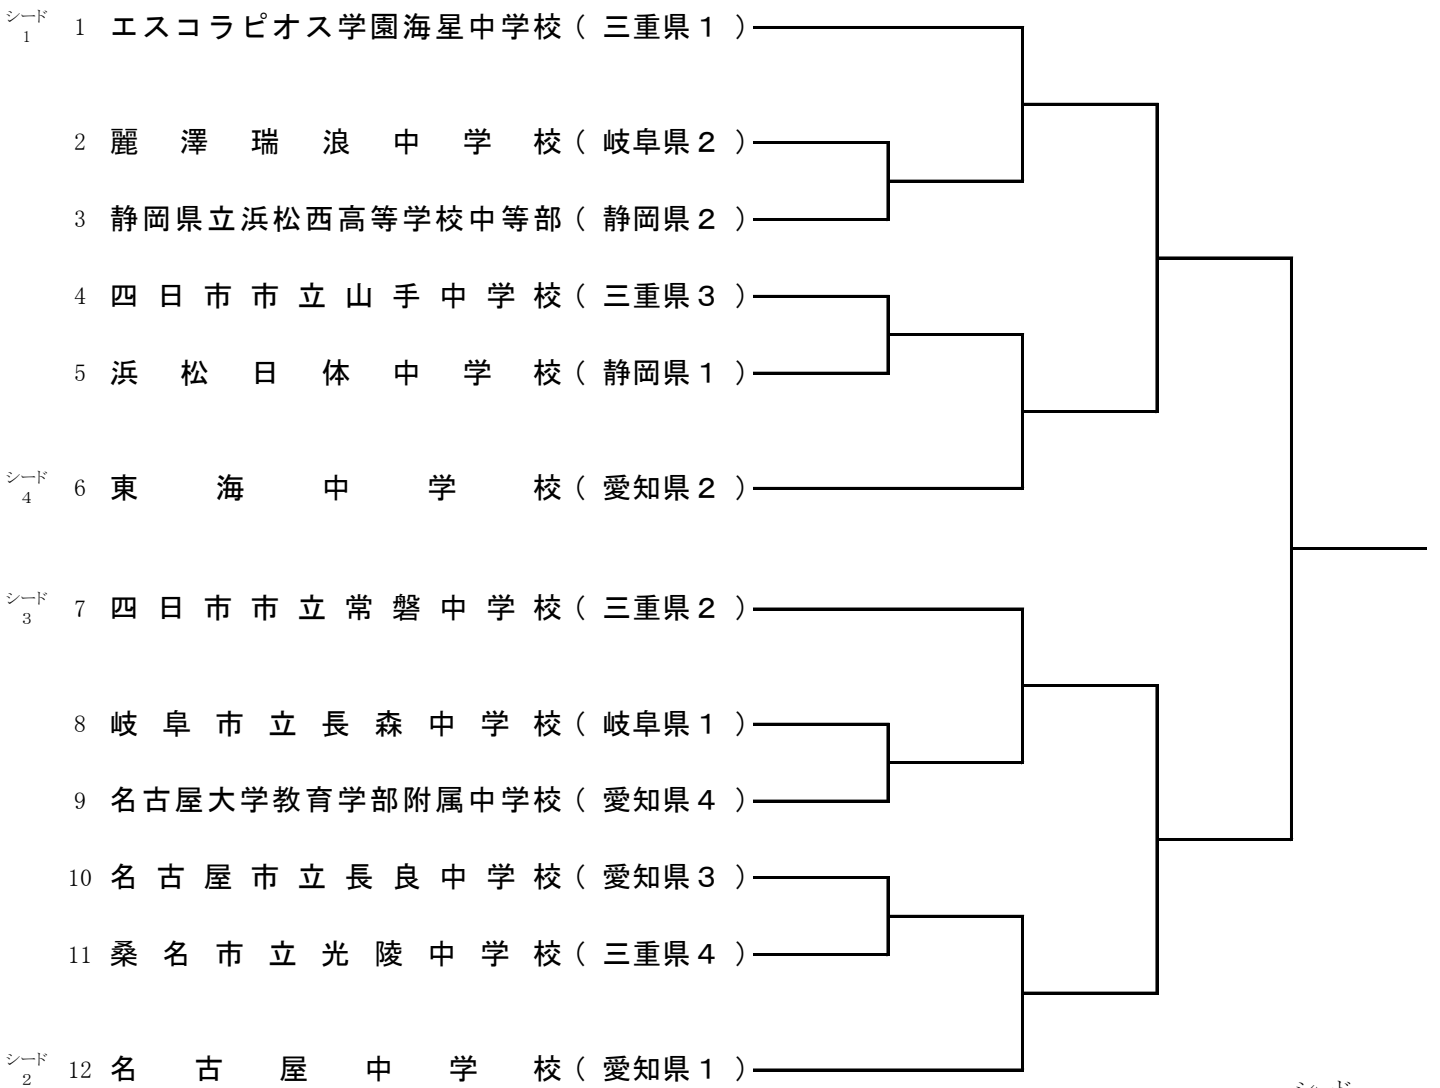 シード1 1 エスコラピオス学園海星中学校（ 三重県１ ）
2 麗澤瑞浪中学校（ 岐阜県２ ）
3 静岡県立浜松西高等学校中等部（ 静岡県２ ）
4 四日市市立山手中学校（ 三重県３ ）
5 浜松日体中学校（ 静岡県１ ）
シード4 6 東海中学校（ 愛知県２ ）
シード3 7 四日市市立常磐中学校（ 三重県２ ）
8 岐阜市立長森中学校（ 岐阜県１ ）
9 名古屋大学教育学部附属中学校（ 愛知県４ ）
10 名古屋市立長良中学校（ 愛知県３ ）
11 桑名市立光陵中学校（ 三重県４ ）
シード2 12 名古屋中学校（ 愛知県１ ）
シード